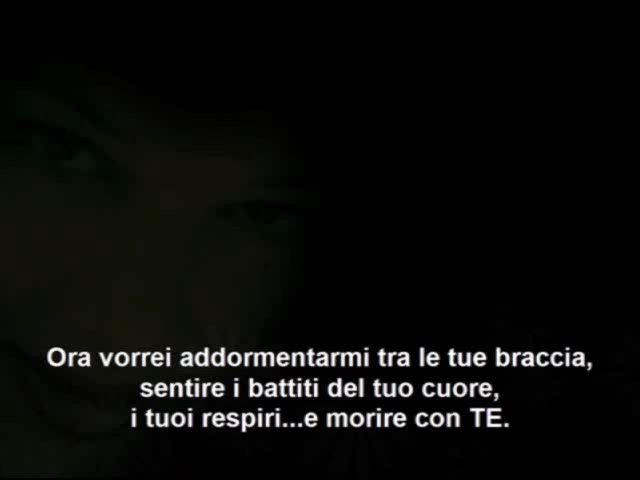 Ora vorrei addormentarmi tra le tue braccia,
sentire i battiti del tuo cuore,
i tuoi respiri...e morire con TE.